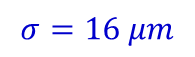 σ = 16 μm